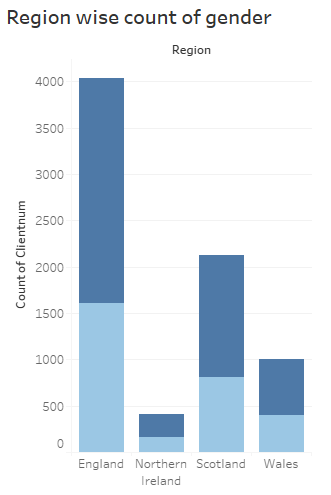 Region wise count of gender
Region
Count of Clientnum
4000
3500
3000
2500
2000
1500
1000
500
0
England
Northern
Ireland
Scotland
Wales